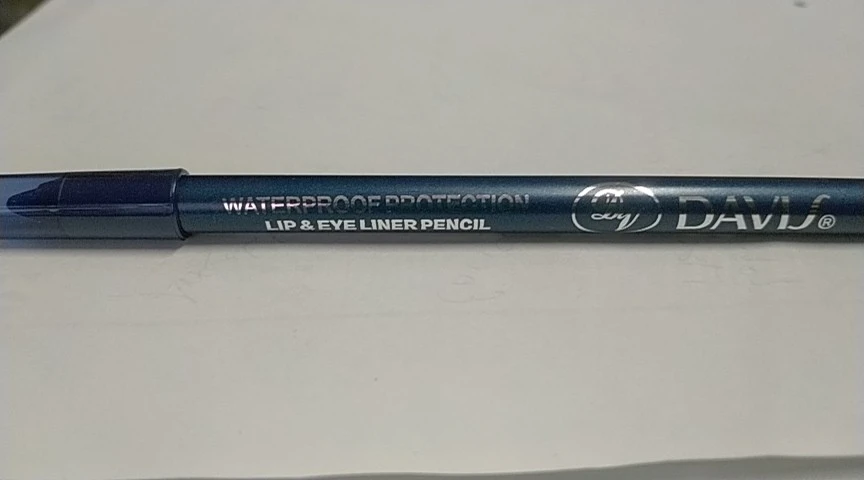 WATERPROOF PROTECTION
LIP & EYE LINER PENCIL
DAVIS®